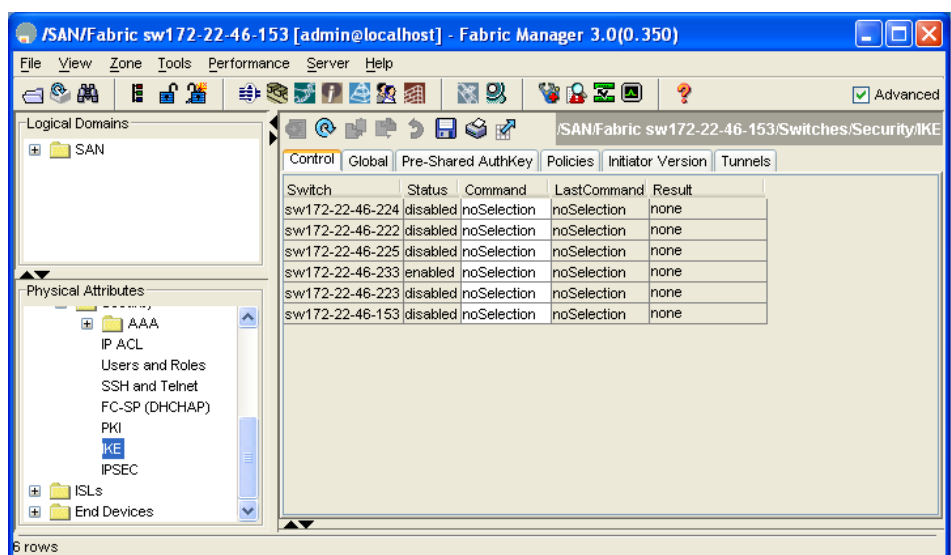 /SAN/Fabric sw172-22-46-153 [admin@localhost] - Fabric Manager 3.0(0.350)
File View Zone Tools Performance Server Help
Advanced
Logical Domains
SAN
/SAN/Fabric sw172-22-46-153/Switches/Security/IKE
Control Global Pre-Shared AuthKey Policies Initiator Version Tunnels
Switch Status Command LastCommand Result
sw172-22-46-224 disabled noSelection noSelection none
sw172-22-46-222 disabled noSelection noSelection none
sw172-22-46-225 disabled noSelection noSelection none
sw172-22-46-233 enabled noSelection noSelection none
sw172-22-46-223 disabled noSelection noSelection none
sw172-22-46-153 disabled noSelection noSelection none
Physical Attributes
AAA
IP ACL
Users and Roles
SSH and Telnet
FC-SP (DHCHAP)
PKI
IKE
IPSEC
ISLs
End Devices
6 rows